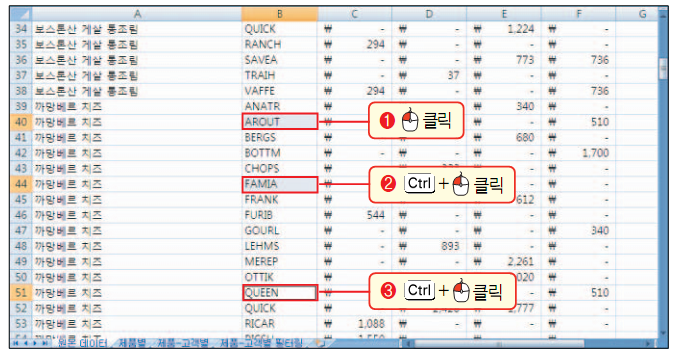 A B C D E F G
34 보스톤산 게살 통조림 QUICK ₩ - ₩ - ₩ 1,224 ₩ -
35 보스톤산 게살 통조림 RANCH ₩ 294 ₩ - ₩ - ₩ -
36 보스톤산 게살 통조림 SAVEA ₩ - ₩ - ₩ 773 ₩ 736
37 보스톤산 게살 통조림 TRAIH ₩ - ₩ 37 ₩ - ₩ -
38 보스톤산 게살 통조림 VAFFE ₩ 294 ₩ - ₩ - ₩ 736
39 까망베르 치즈 ANATR ₩ 340 ₩ -
40 까망베르 치즈 AROUT ₩ ❶ 클릭 ₩ - ₩ 510
41 까망베르 치즈 BERGS ₩ ₩ 680 ₩ -
42 까망베르 치즈 BOTTM ₩ - ₩ - ₩ - ₩ 1,700
43 까망베르 치즈 CHOPS ₩ - ₩ -
44 까망베르 치즈 FAMIA ₩ ❷ Ctrl + 클릭 - ₩ -
45 까망베르 치즈 FRANK ₩ 612 ₩ -
46 까망베르 치즈 FURIB ₩ 544 ₩ - ₩ - ₩ -
47 까망베르 치즈 GOURL ₩ - ₩ - ₩ - ₩ 340
48 까망베르 치즈 LEHMS ₩ - ₩ 893 ₩ - ₩ -
49 까망베르 치즈 MEREP ₩ - ₩ - ₩ 2,261 ₩ -
50 까망베르 치즈 OTTIK ₩ 020 ₩ -
51 까망베르 치즈 QUEEN ₩ ❸ Ctrl + 클릭 - ₩ 510
52 까망베르 치즈 QUICK ₩ ,777 ₩ -
53 까망베르 치즈 RICAR ₩ 1,088 ₩ - ₩ - ₩ -
원본 데이터 제품별 제품-고객별 제품-고객별 필터링